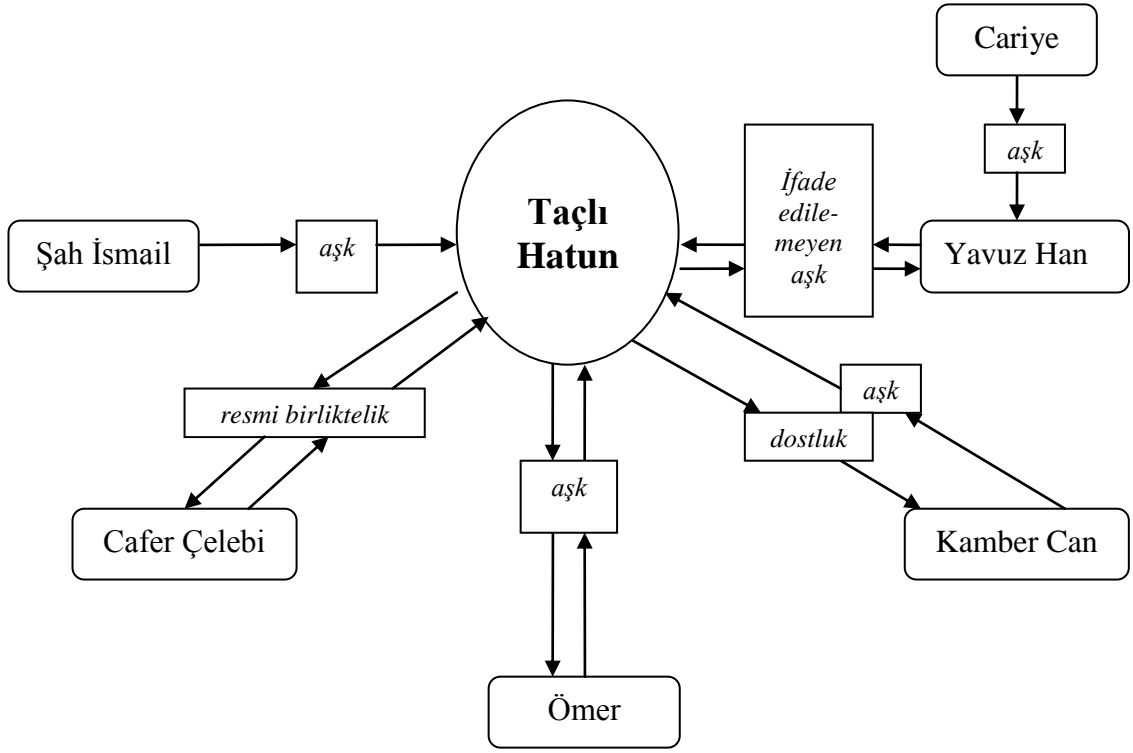 Cariye
aşk
Taçlı
Hatun
İfade
edile-
meyen
aşk
Şah İsmail
aşk
Yavuz Han
resmi birliktelik
aşk
dostluk
aşk
Cafer Çelebi
Kamber Can
Ömer